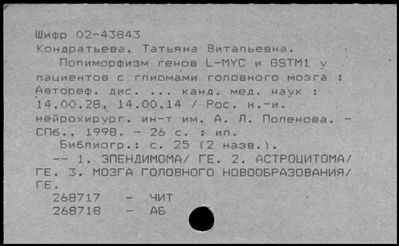 Шифр 02-43843
Кондратьева, Татьяна Витальевна.
Полиморфизм генов L-MYC и GSTM1 у
пациентов с глиомами головного мозга :
Автореф. дис. ... канд. мед. наук :
14.00.28, 14.00.14 / Рос. н.-и.
нейрохирург. ин-т им. А. Л. Поленова. -
СПб., 1998. - 26 с. : ил.
Библиогр.: с. 25 (2 назв.).
-- 1. ЭПЕНДИМОМА/ ГЕ. 2. АСТРОЦИТОМА/
ГЕ. 3. МОЗГА ГОЛОВНОГО НОВООБРАЗОВАНИЯ/
ГЕ.
268717 - ЧИТ
268718 - АБ